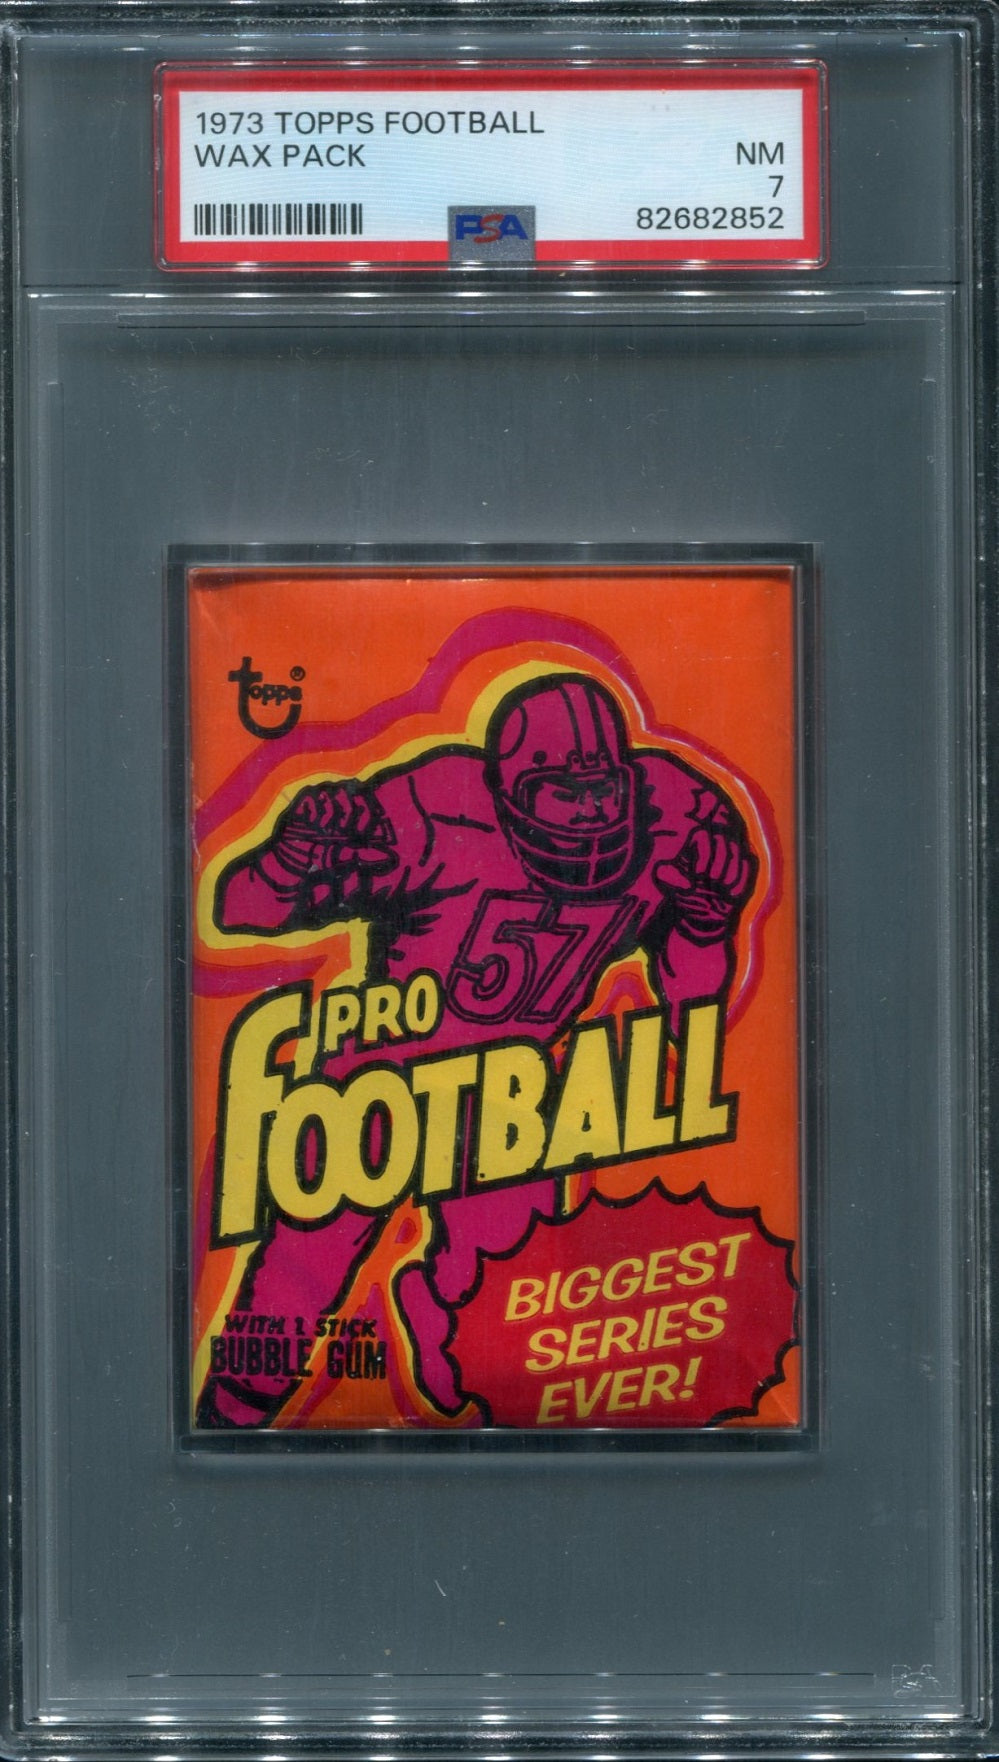 1973 TOPPS FOOTBALL
WAX PACK
NM
7
82682852
PSA
Topps®
57
PRO
FOOTBALL
BIGGEST
SERIES
EVER!
WITH 1 STICK
BUBBLE GUM
PSA